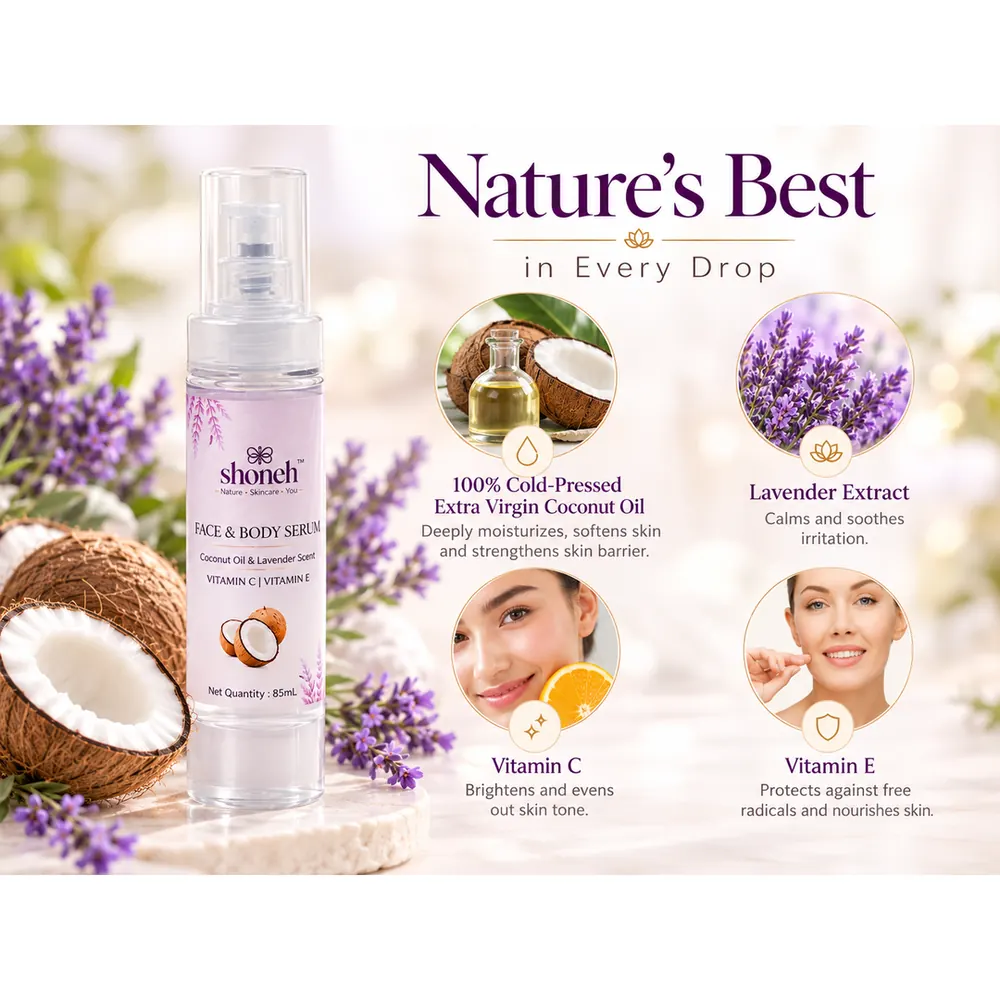 Nature's Best
in Every Drop
shoneh™
Nature - Skincare - You
FACE & BODY SERUM
Coconut Oil & Lavender Scent
VITAMIN C | VITAMIN E
Net Quantity : 85mL
100% Cold-Pressed
Extra Virgin Coconut Oil
Deeply moisturizes, softens skin
and strengthens skin barrier.
Lavender Extract
Calms and soothes
irritation.
Vitamin C
Brightens and evens
out skin tone.
Vitamin E
Protects against free
radicals and nourishes skin.